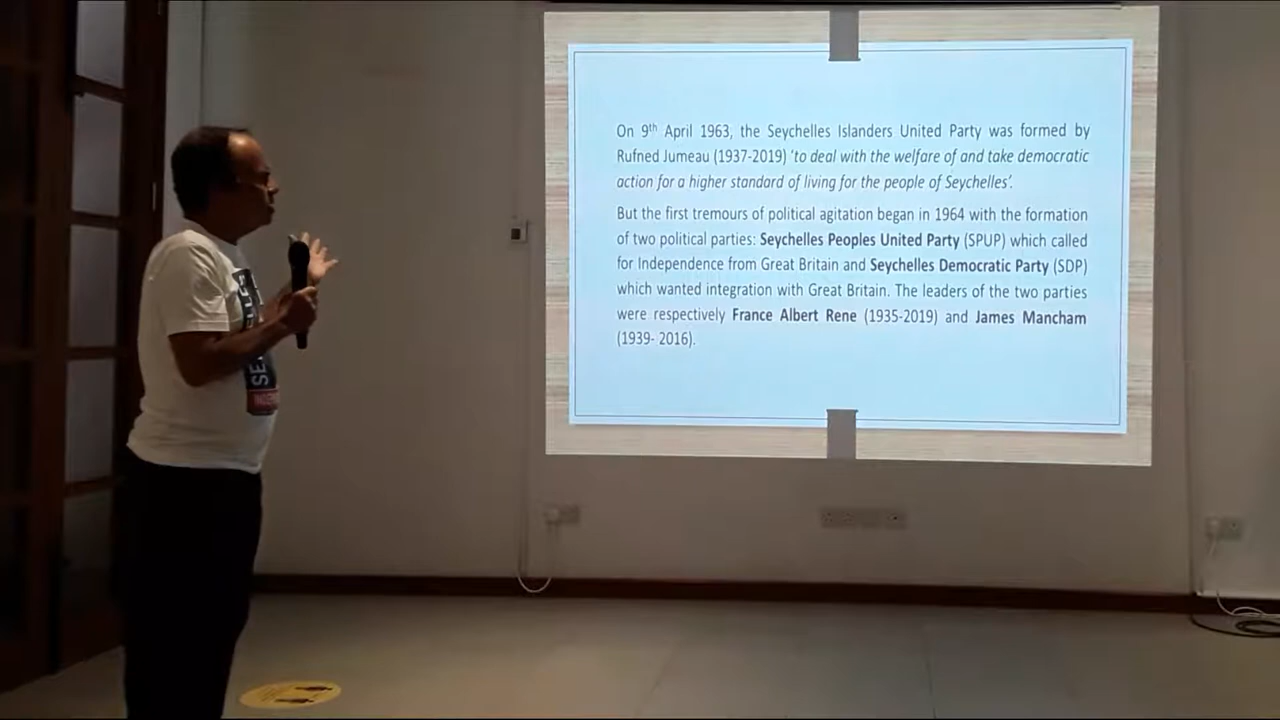 On 9th April 1963, the Seychelles Islanders United Party was formed by
Rufned Jumeau (1937-2019) ‘to deal with the welfare of and take democratic
action for a higher standard of living for the people of Seychelles’.
But the first tremours of political agitation began in 1964 with the formation
of two political parties: Seychelles Peoples United Party (SPUP) which called
for Independence from Great Britain and Seychelles Democratic Party (SDP)
which wanted integration with Great Britain. The leaders of the two parties
were respectively France Albert Rene (1935-2019) and James Mancham
(1939- 2016).